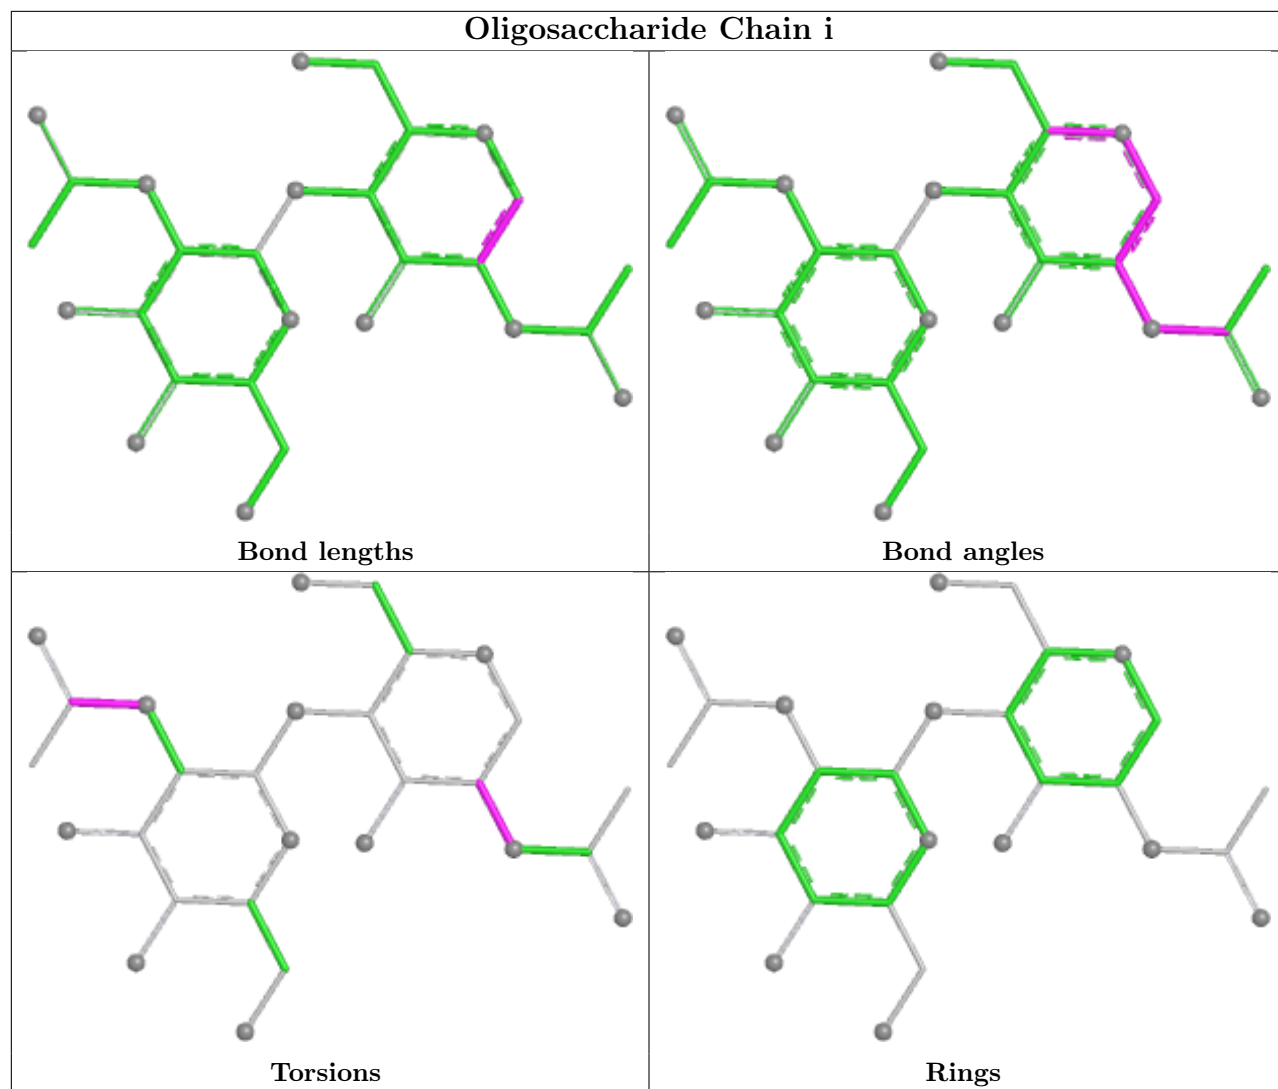 Oligosaccharide Chain i
Bond lengths
Bond angles
Torsions
Rings